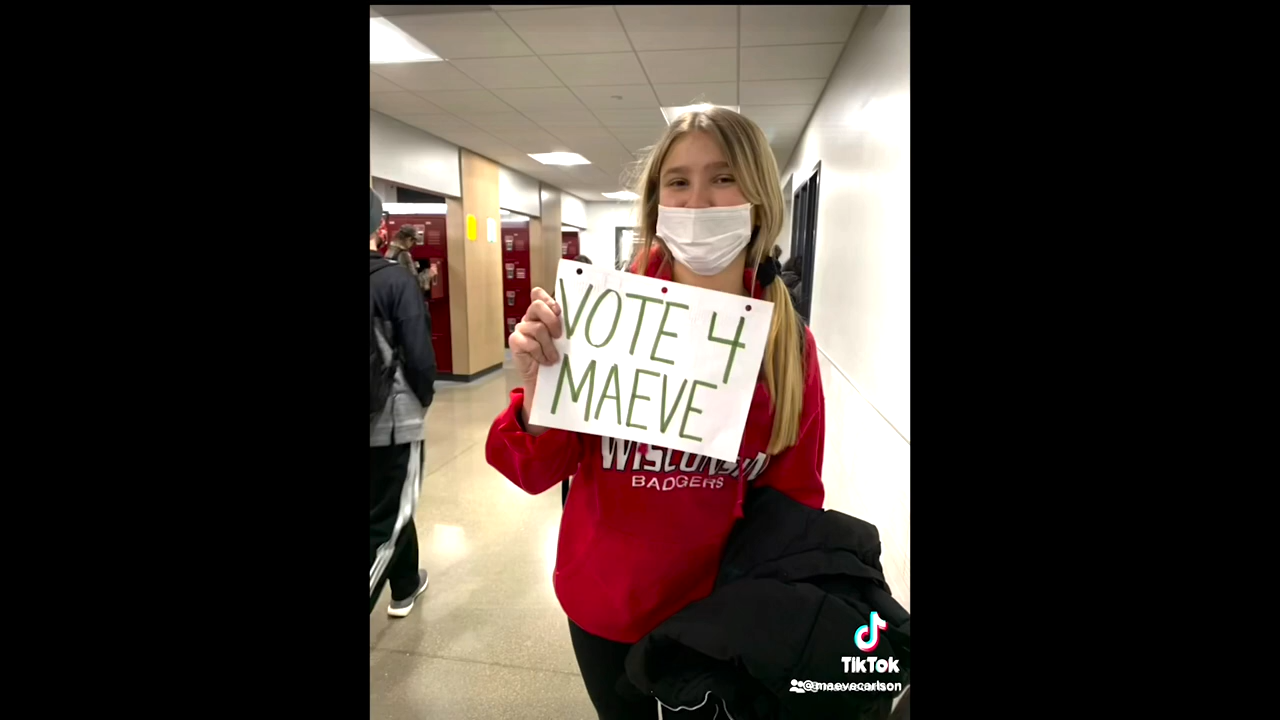 VOTE 4
MAEVE
WISCONSIN
BADGERS
TikTok
@maevecarlson